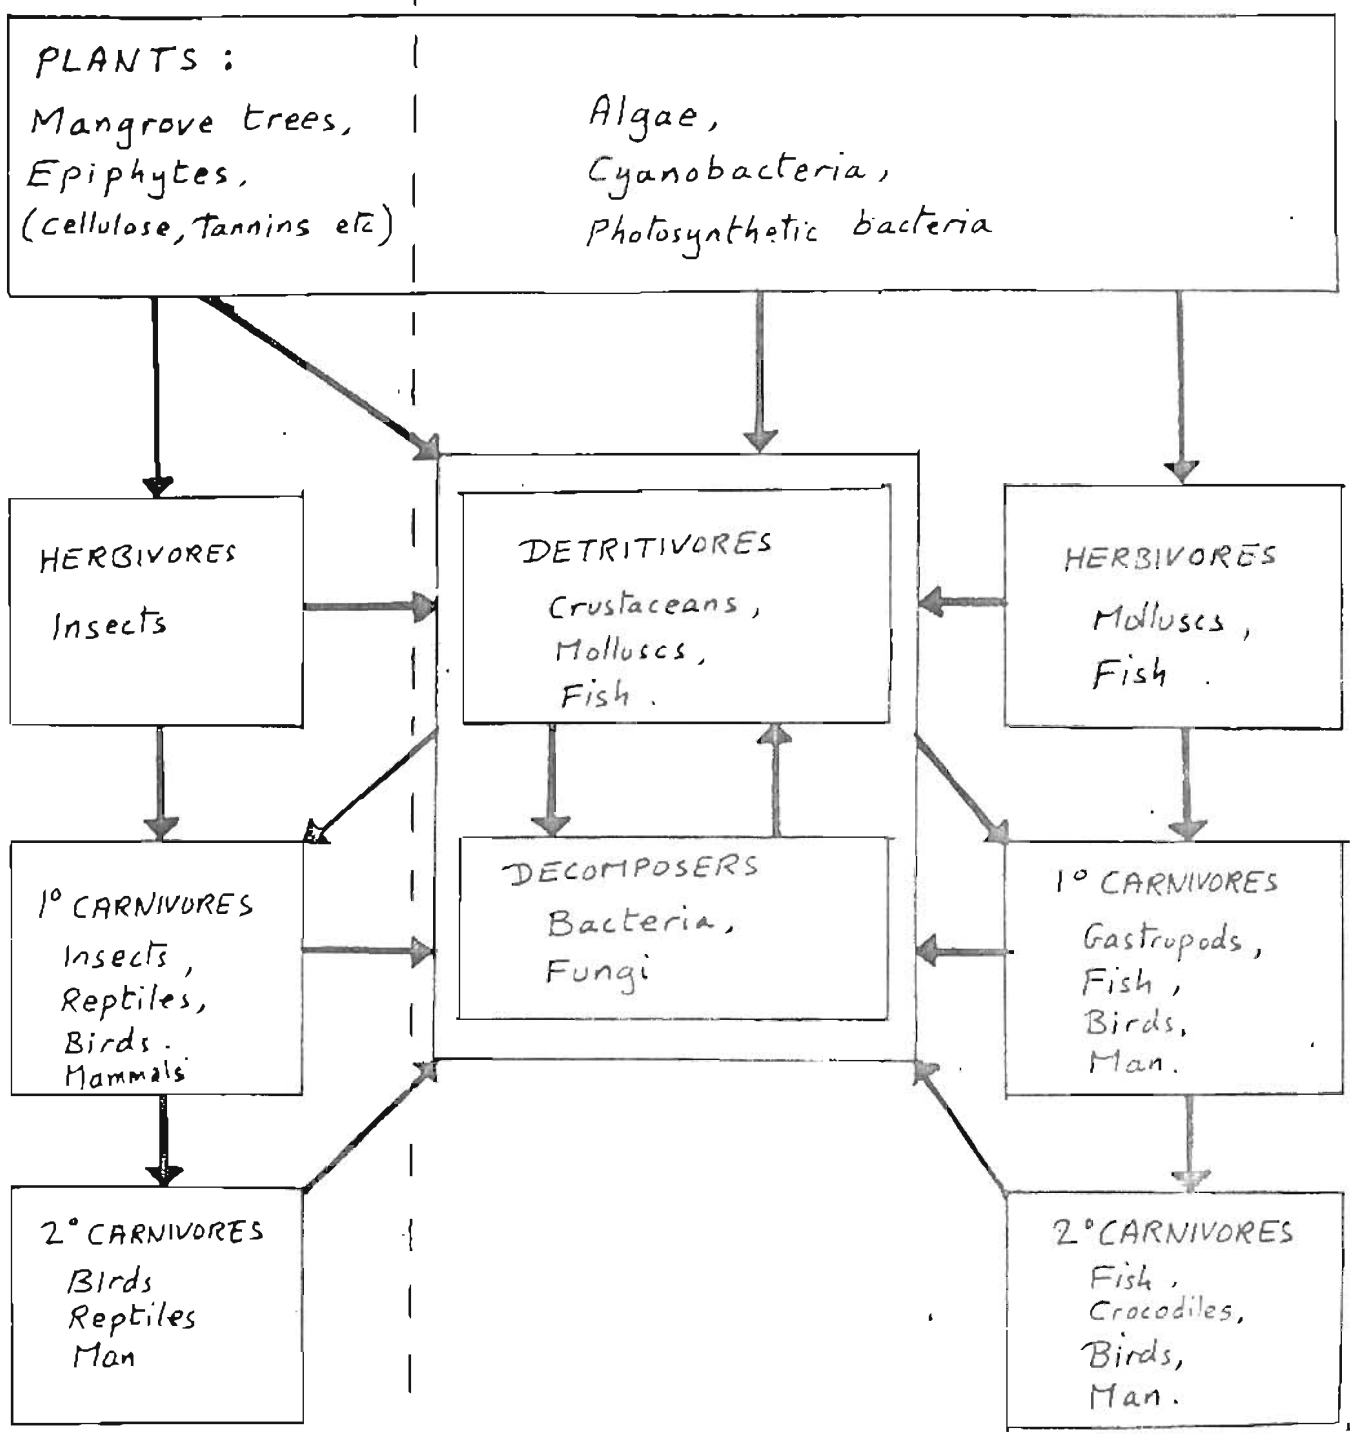 PLANTS :
Mangrove trees,
Epiphytes,
(cellulose, Tannins etc)
Algae,
Cyanobacteria,
Photosynthetic bacteria
HERBIVORES
Insects
DETRITIVORES
Crustaceans,
Molluscs,
Fish.
HERBIVORES
Molluscs,
Fish.
1° CARNIVORES
Insects,
Reptiles,
Birds.
Mammals
DECOMPOSERS
Bacteria,
Fungi
1° CARNIVORES
Gastropods,
Fish,
Birds,
Man.
2° CARNIVORES
Birds
Reptiles
Man
2° CARNIVORES
Fish,
Crocodiles,
Birds,
Man.